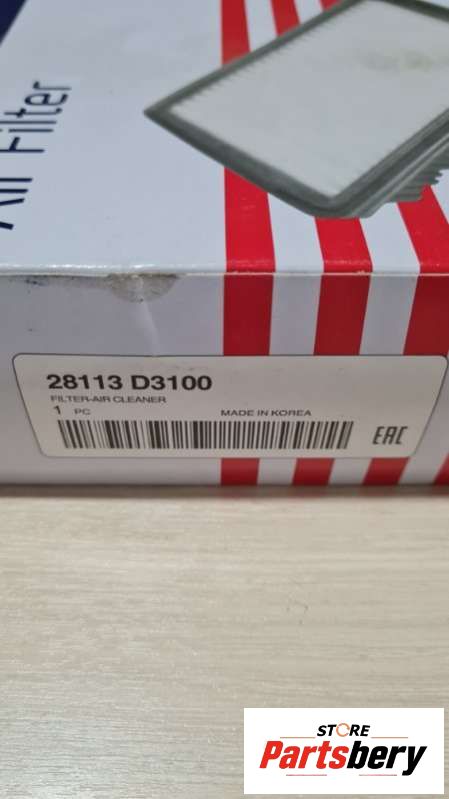 Air Filter
28113 D3100
FILTER-AIR CLEANER
1 PC MADE IN KOREA
EAC
STORE
Partsbery